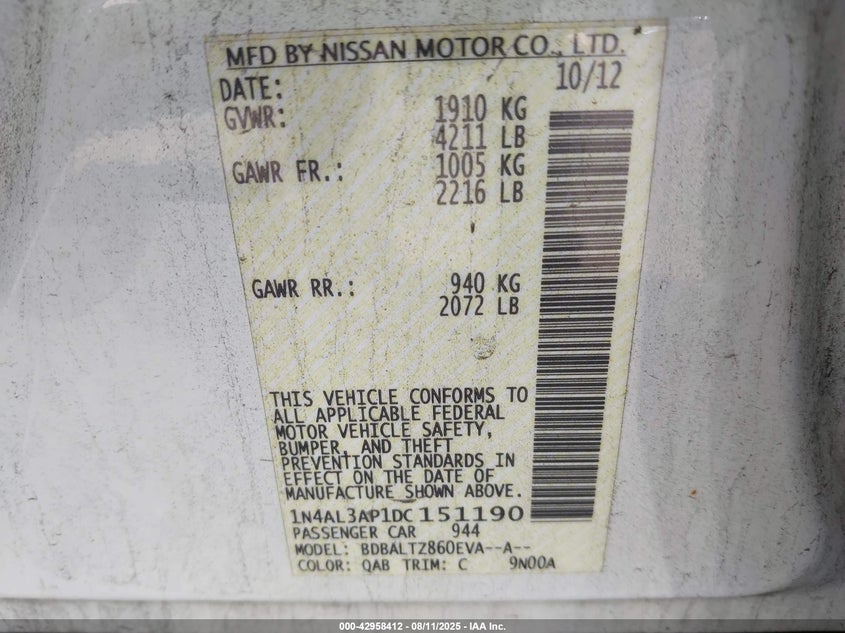 MFD BY NISSAN MOTOR CO., LTD.
DATE: 10/12
GVWR: 1910 KG
4211 LB
GAWR FR.: 1005 KG
2216 LB
GAWR RR.: 940 KG
2072 LB
THIS VEHICLE CONFORMS TO
ALL APPLICABLE FEDERAL
MOTOR VEHICLE SAFETY,
BUMPER, AND THEFT
PREVENTION STANDARDS IN
EFFECT ON THE DATE OF
MANUFACTURE SHOWN ABOVE.
1N4AL3AP1DC151190
PASSENGER CAR 944
MODEL: BDBALTZ860EVA--A--
COLOR: QAB TRIM: C 9N00A
000-42958412 - 08/11/2025 - IAA Inc.